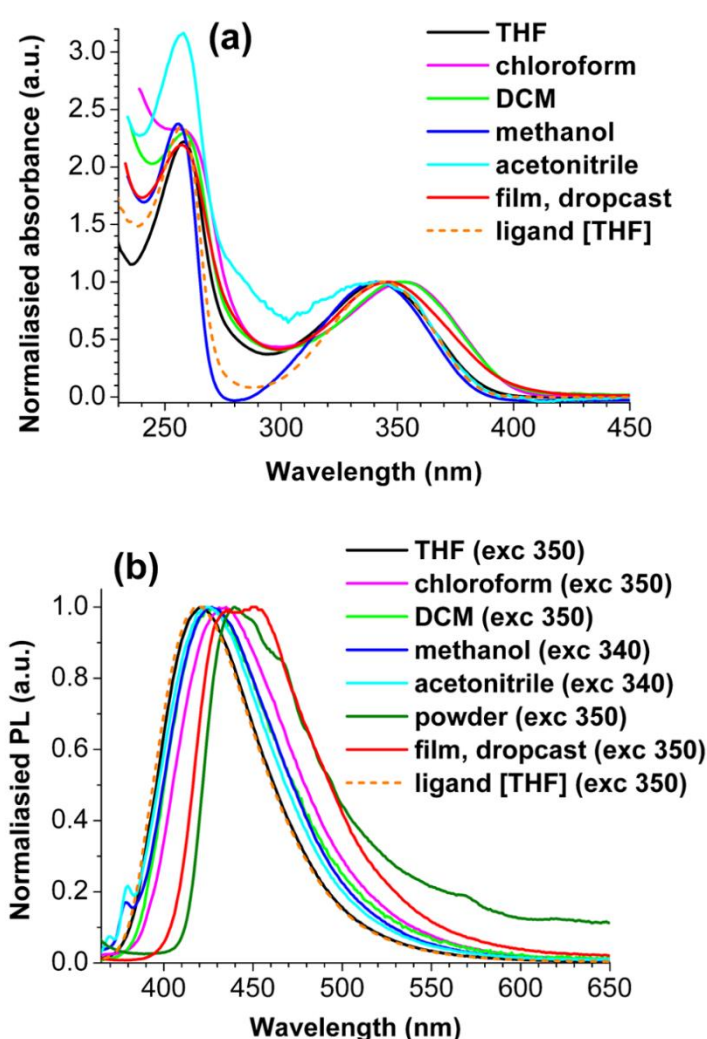 (a)
THF
chloroform
DCM
methanol
acetonitrile
film, dropcast
ligand [THF]
Normaliasied absorbance (a.u.)
3.0
2.5
2.0
1.5
1.0
0.5
0.0
250 300 350 400 450
Wavelength (nm)
(b)
THF (exc 350)
chloroform (exc 350)
DCM (exc 350)
methanol (exc 340)
acetonitrile (exc 340)
powder (exc 350)
film, dropcast (exc 350)
ligand [THF] (exc 350)
Normaliasied PL (a.u.)
1.0
0.8
0.6
0.4
0.2
0.0
400 450 500 550 600 650
Wavelength (nm)